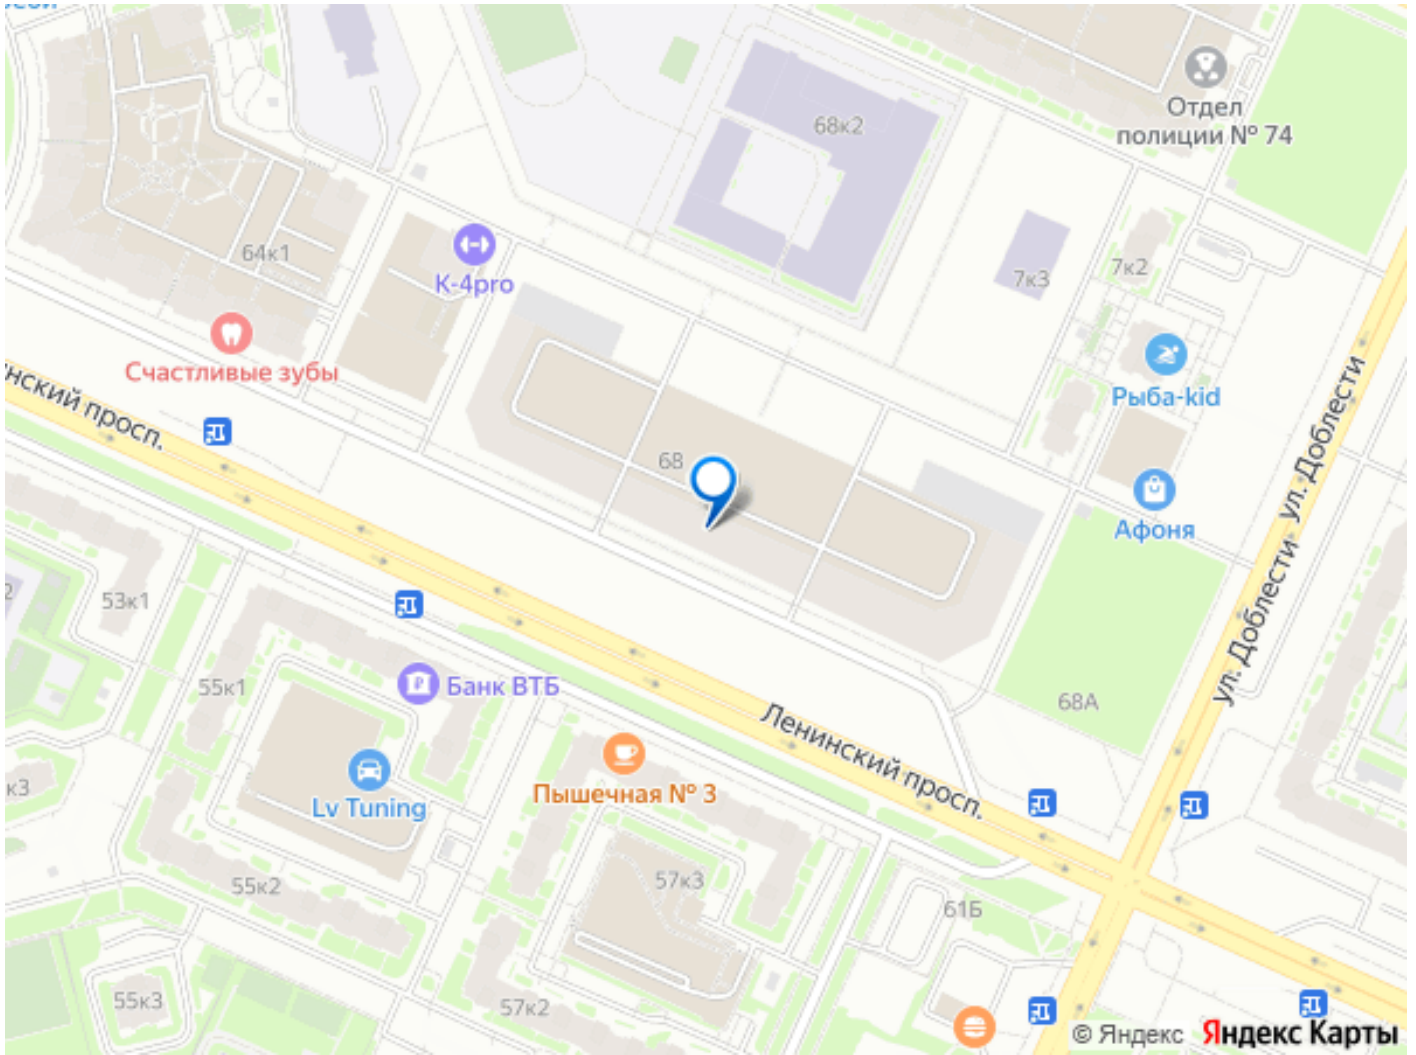 Отдел
полиции № 74
68к2
64к1
K-4pro
7к3
7к2
Счастливые зубы
Рыба-kid
нский просп.
68
Афоня
ул. Доблести
ул. Доблести
53к1
2
55к1
Банк ВТБ
68А
Ленинский просп.
к3
Lv Tuning
Пышечная № 3
55к2
57к3
61Б
55к3
57к2
© Яндекс Яндекс Карты